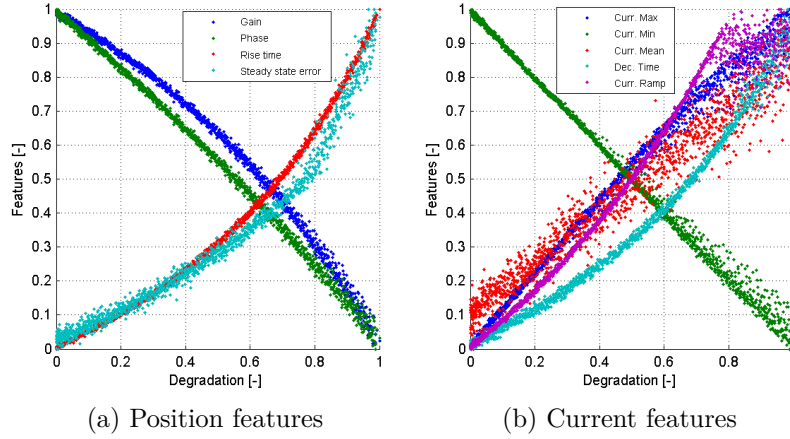 1
0.9
0.8
0.7
0.6
0.5
0.4
0.3
0.2
0.1
0
Features [-]
Gain
Phase
Rise time
Steady state error
0
0.2
0.4
0.6
0.8
1
Degradation [-]
(a) Position features
1
0.9
0.8
0.7
0.6
0.5
0.4
0.3
0.2
0.1
0
Features [-]
Curr. Max
Curr. Min
Curr. Mean
Dec. Time
Curr. Ramp
0
0.2
0.4
0.6
0.8
Degradation [-]
(b) Current features